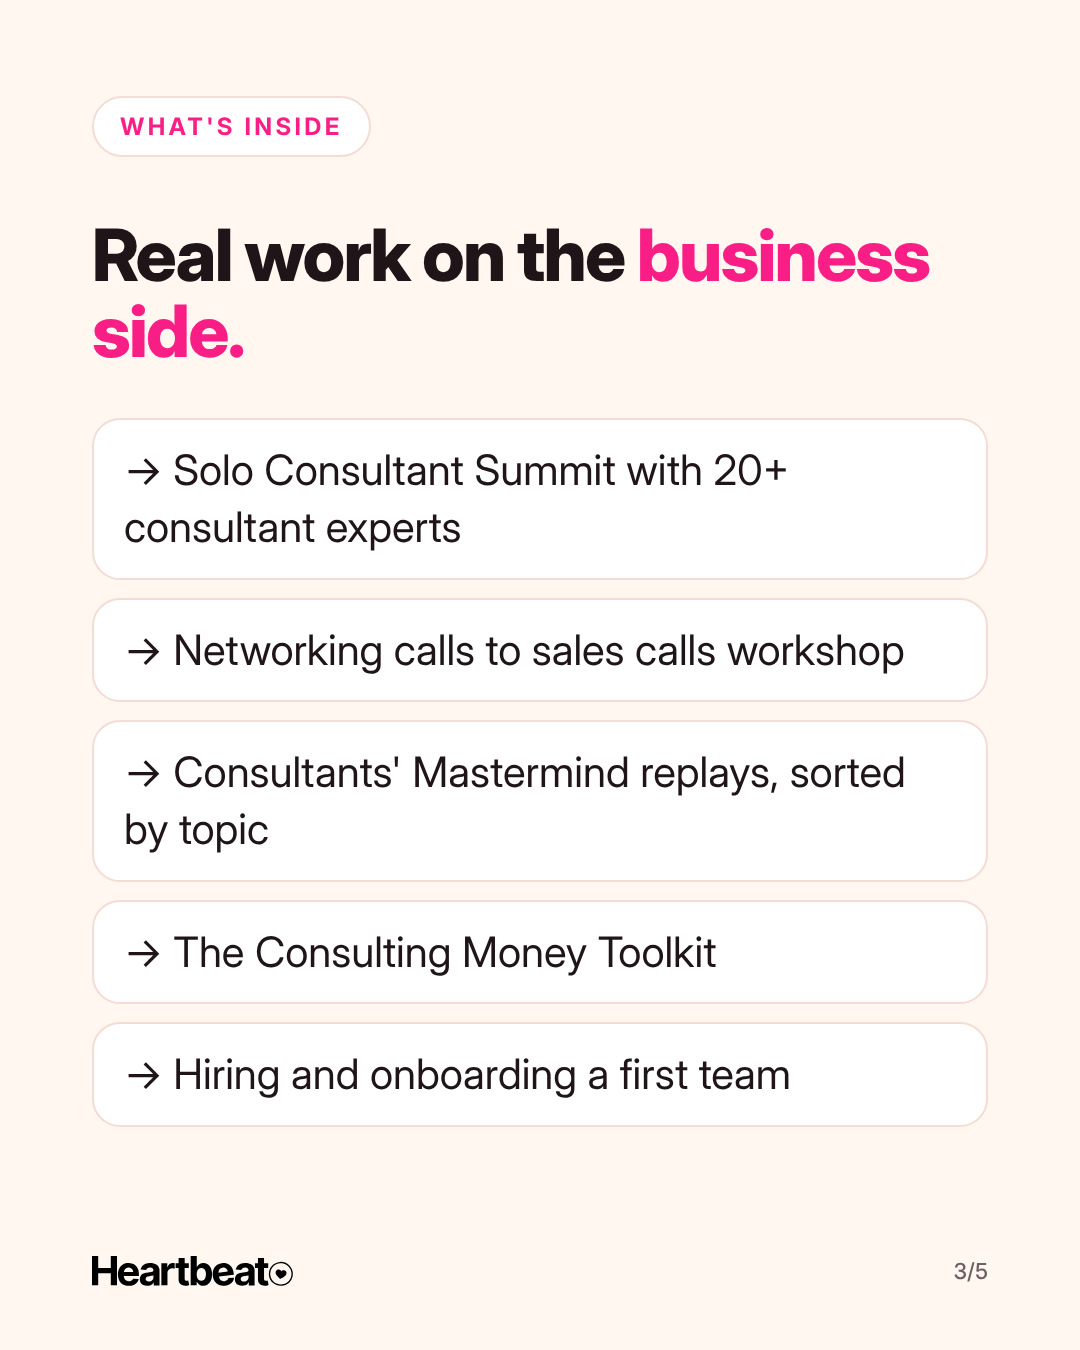 WHAT'S INSIDE
Real work on the business
side.
→ Solo Consultant Summit with 20+
consultant experts
→ Networking calls to sales calls workshop
→ Consultants' Mastermind replays, sorted
by topic
→ The Consulting Money Toolkit
→ Hiring and onboarding a first team
Heartbeat
3/5